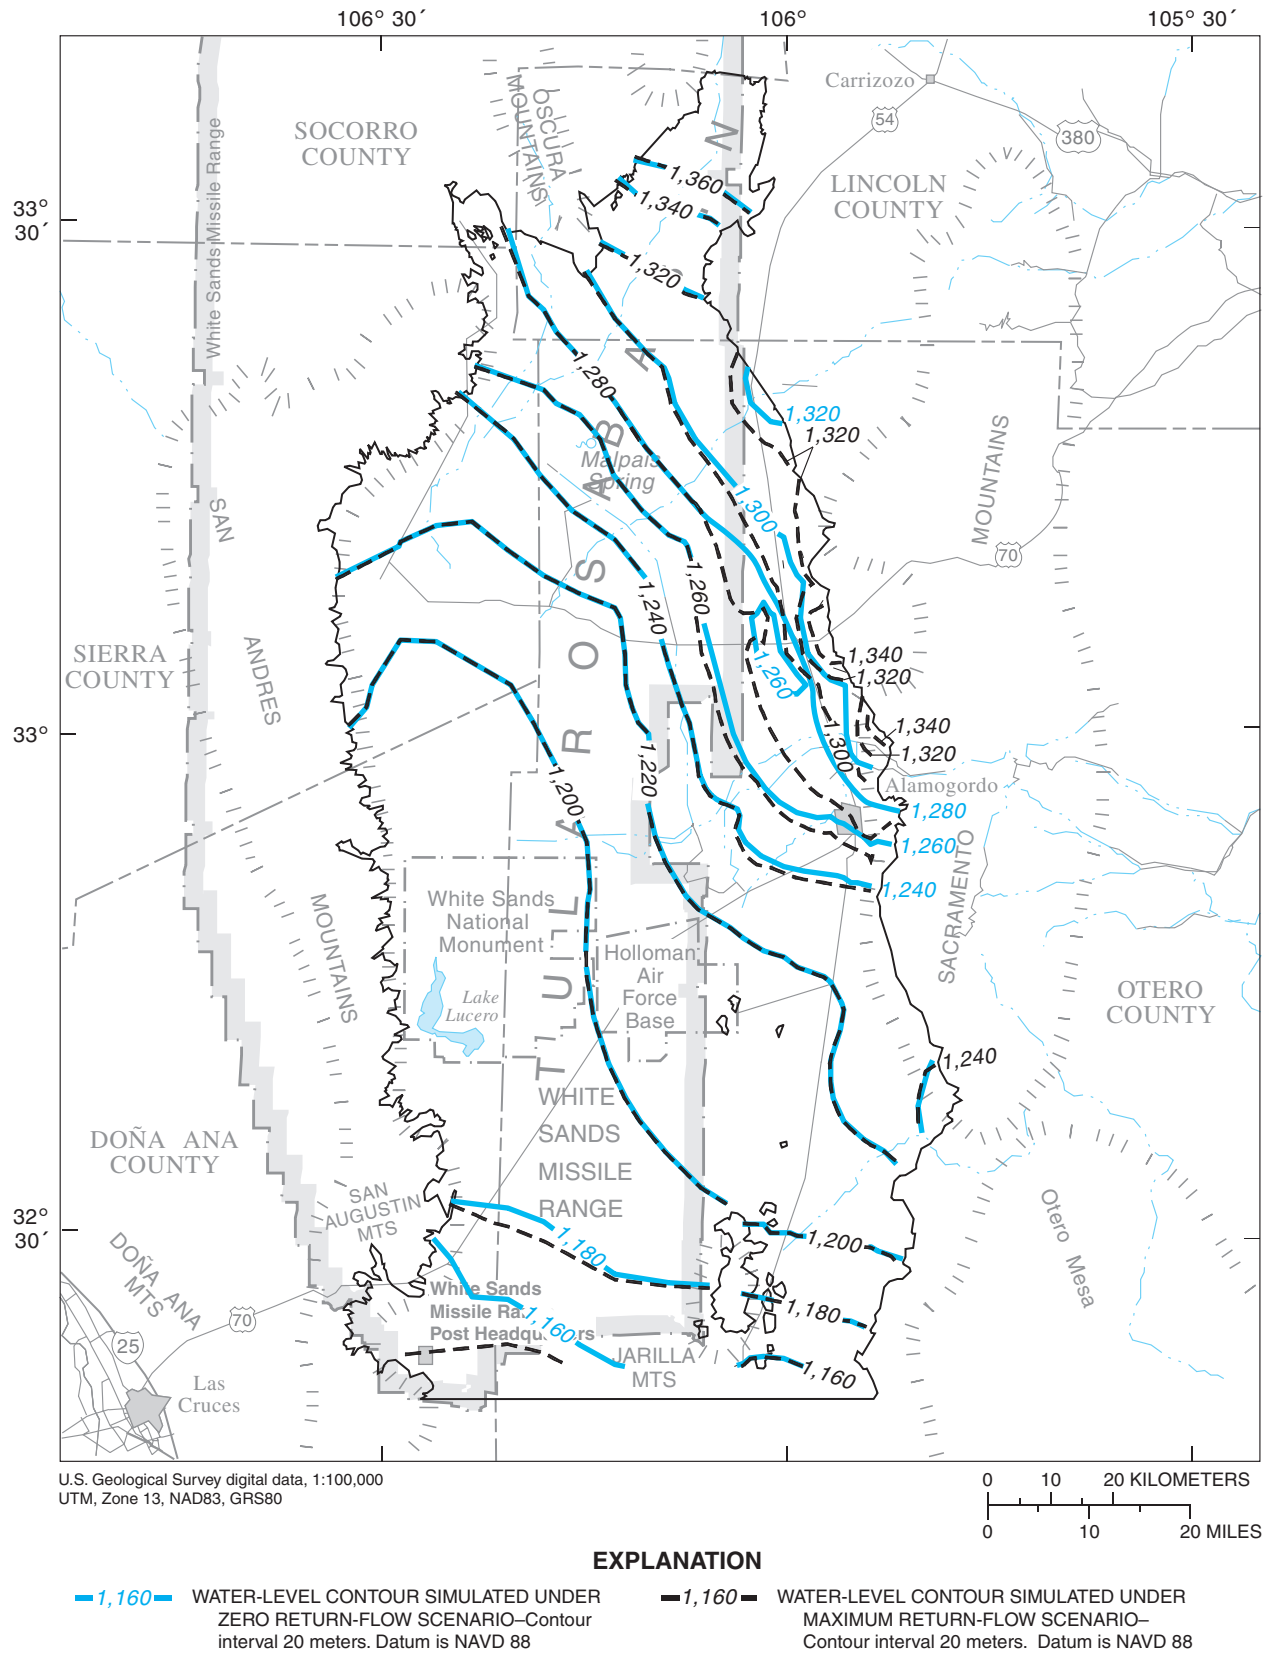 106° 30´
106°
105° 30´
33°
30´
33°
32°
30´
SOCORRO
COUNTY
OSCURA
MOUNTAINS
Carrizozo
54
380
LINCOLN
COUNTY
White Sands Missile Range
1,360
1,340
1,320
1,280
1,320
1,320
MOUNTAINS
Malpais
Spring
1,300
SAN
70
1,260
1,240
SIERRA
COUNTY
ANDRES
1,260
1,340
1,320
1,340
1,320
1,300
1,220
1,200
Alamogordo
1,280
1,260
1,240
TULAROSA BASIN
SACRAMENTO
MOUNTAINS
White Sands
National
Monument
Lake
Lucero
Holloman
Air
Force
Base
OTERO
COUNTY
1,240
WHITE
SANDS
MISSILE
RANGE
DOÑA ANA
COUNTY
SAN
AUGUSTIN
MTS
DOÑA ANA
MTS
1,180
1,200
Otero Mesa
1,160
1,180
White Sands
Missile Ra
Post Headqu rs
70
25
JARILLA
MTS
1,160
Las
Cruces
U.S. Geological Survey digital data, 1:100,000
UTM, Zone 13, NAD83, GRS80
0 10 20 KILOMETERS
0 10 20 MILES
EXPLANATION
1,160 WATER-LEVEL CONTOUR SIMULATED UNDER
ZERO RETURN-FLOW SCENARIO–Contour
interval 20 meters. Datum is NAVD 88
1,160 WATER-LEVEL CONTOUR SIMULATED UNDER
MAXIMUM RETURN-FLOW SCENARIO–
Contour interval 20 meters. Datum is NAVD 88